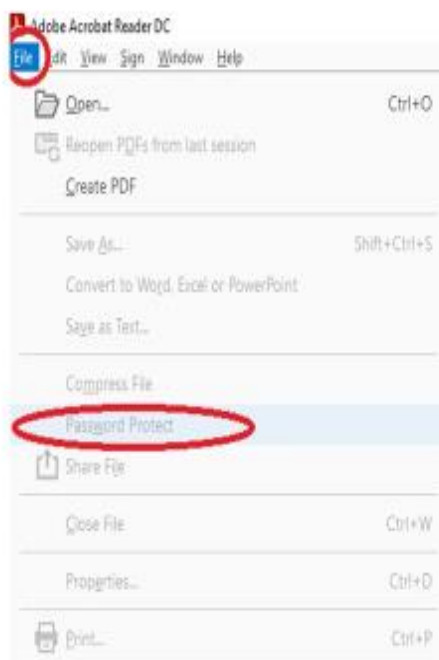 Adobe Acrobat Reader DC
File Edit View Sign Window Help
Open... Ctrl+O
Reopen PDFs from last session
Create PDF
Save As... Shift+Ctrl+S
Convert to Word, Excel or PowerPoint
Save as Text...
Compress File
Password Protect
Share File
Close File Ctrl+W
Properties... Ctrl+D
Print... Ctrl+P